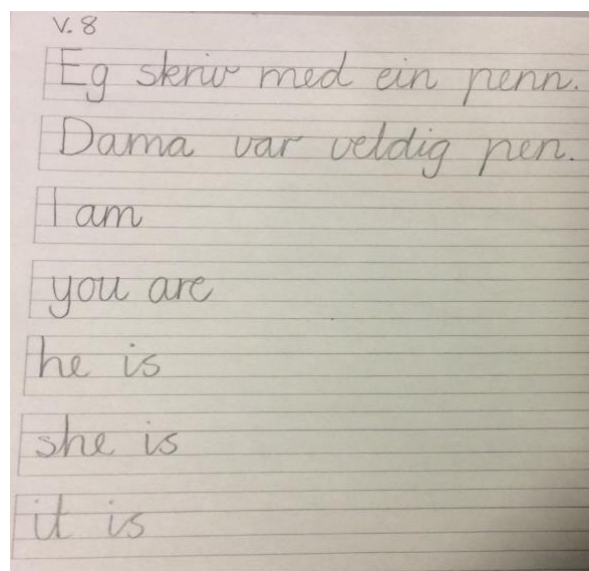 V. 8
Eg skriv med ein penn.
Dama var veldig pen.
I am
you are
he is
she is
it is